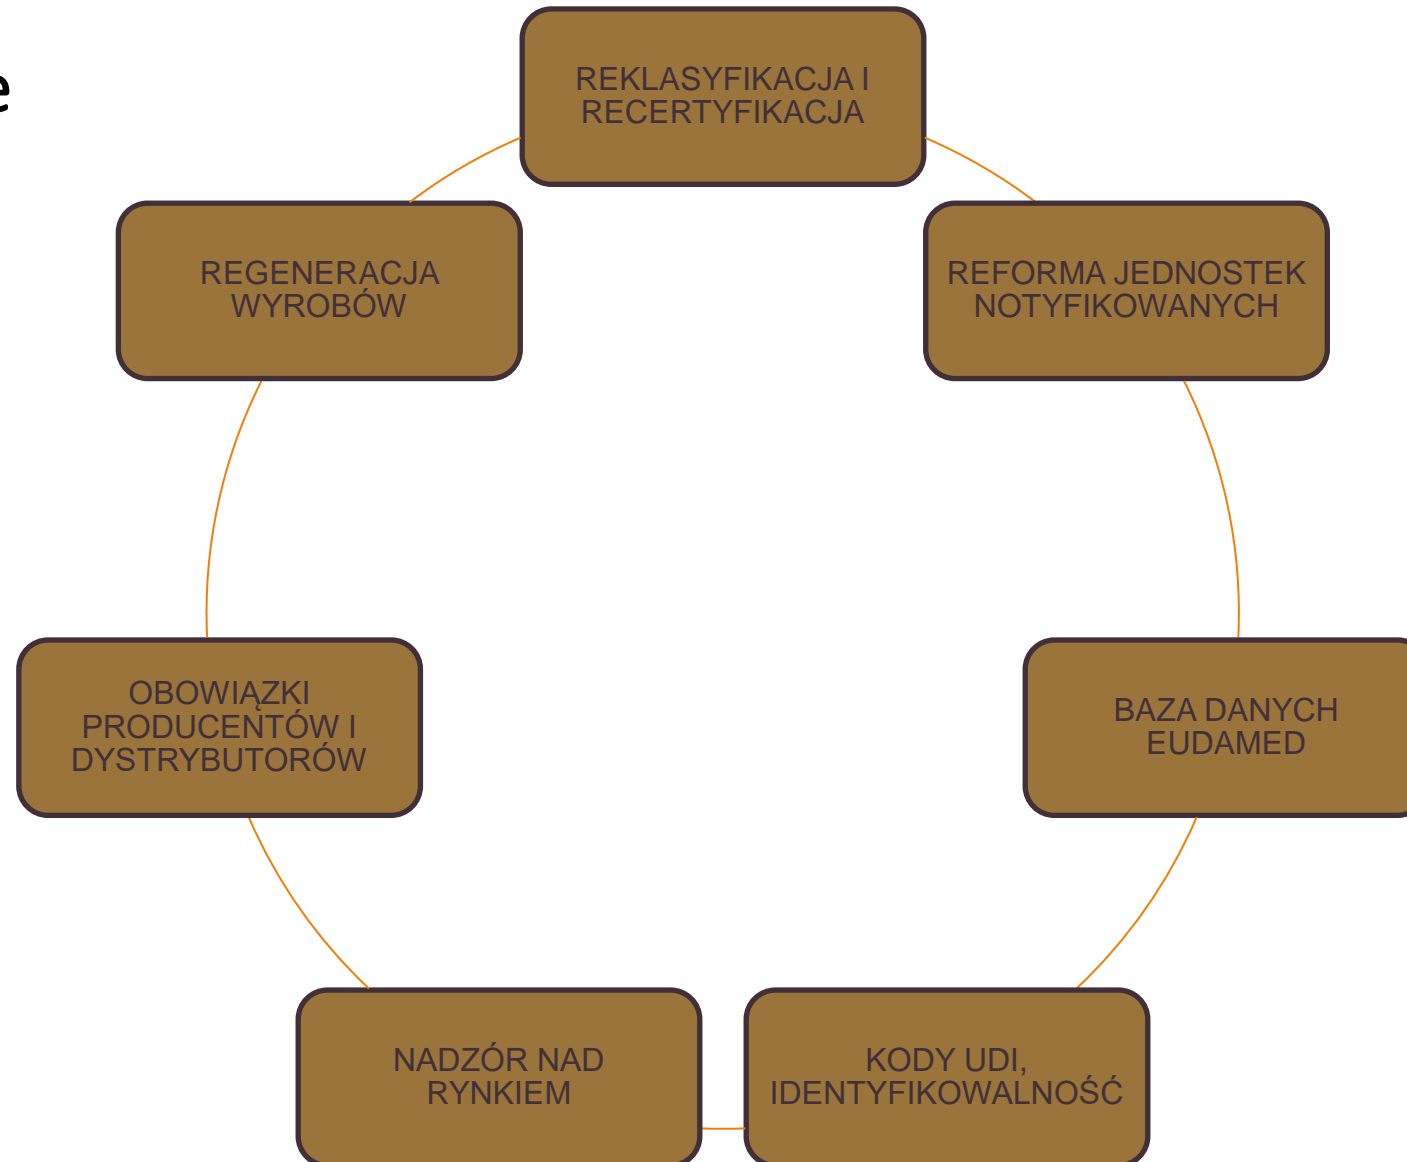 e
REKLASYFIKACJA I
RECERTYFIKACJA
REGENERACJA
WYROBÓW
REFORMA JEDNOSTEK
NOTYFIKOWANYCH
OBOWIĄZKI
PRODUCENTÓW I
DYSTRYBUTORÓW
BAZA DANYCH
EUDAMED
NADZÓR NAD
RYNKIEM
KODY UDI,
IDENTYFIKOWALNOŚĆ